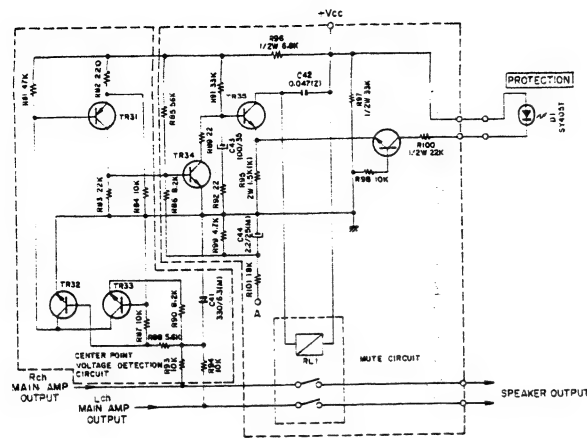 +Vcc
R96
1/2W 6.8K
R81 47K
R82 220
TR31
R85 56K
R91 33K
TR35
C42
0.047(Z)
R97
1/2W 33K
PROTECTION
D1
SY405T
R100
1/2W 22K
R98 10K
TR34
R89 22
C43
100/35
R95
2W 1.5K(K)
R83 22K
R84 10K
R86 8.2K
R92 22
R99 4.7K
C44
2.2/25(M)
R101 18K
A
TR32
TR33
R87 10K
R90 8.2K
R88 5.6K
C41
330/6.3(M)
R93
10K
R94
10K
CENTER POINT
VOLTAGE DETECTION
CIRCUIT
RL1
MUTE CIRCUIT
Rch
MAIN AMP
OUTPUT
Lch
MAIN AMP
OUTPUT
SPEAKER OUTPUT